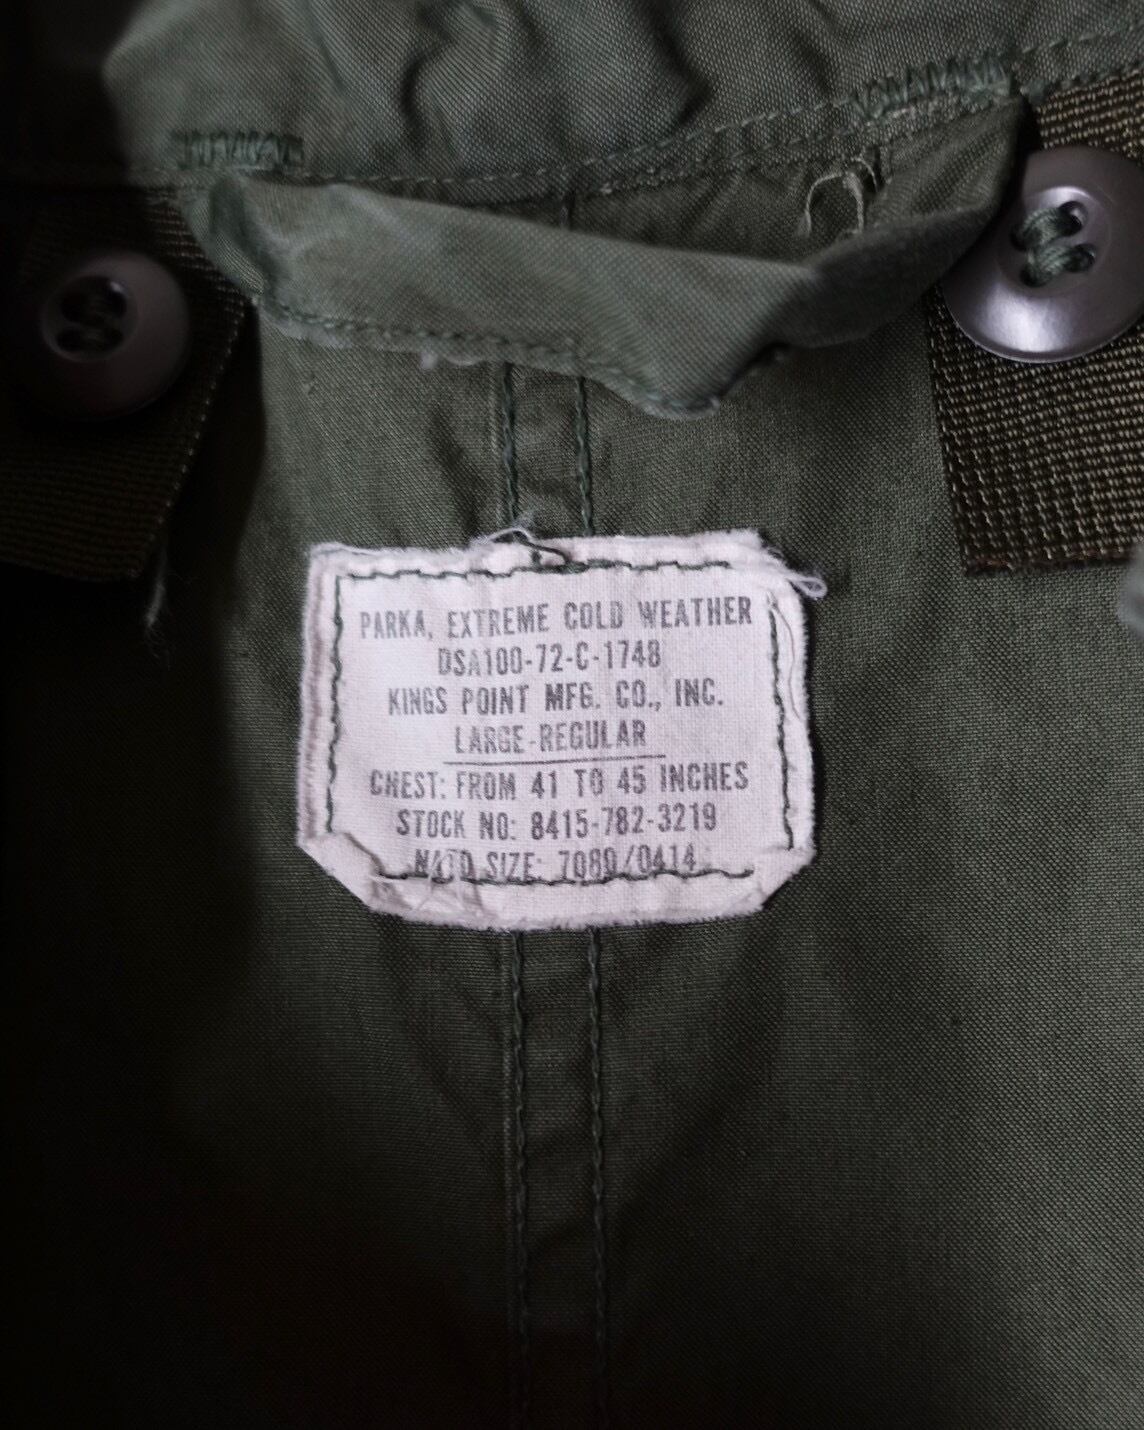 PARKA, EXTREME COLD WEATHER
DSA100-72-C-1748
KINGS POINT MFG. CO., INC.
LARGE-REGULAR
CHEST: FROM 41 TO 45 INCHES
STOCK NO: 8415-782-3219
NATO SIZE: 7080/0414